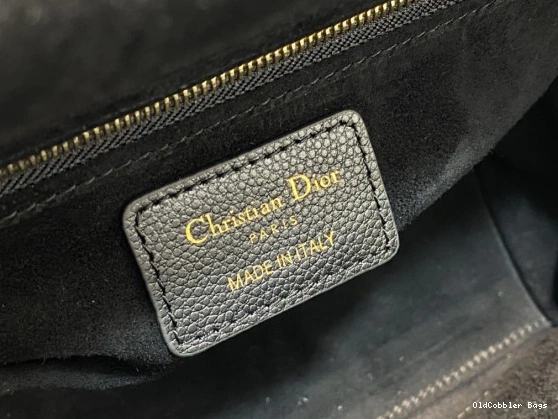 Christian Dior
PARIS
MADE IN ITALY
OldCobbler Bags